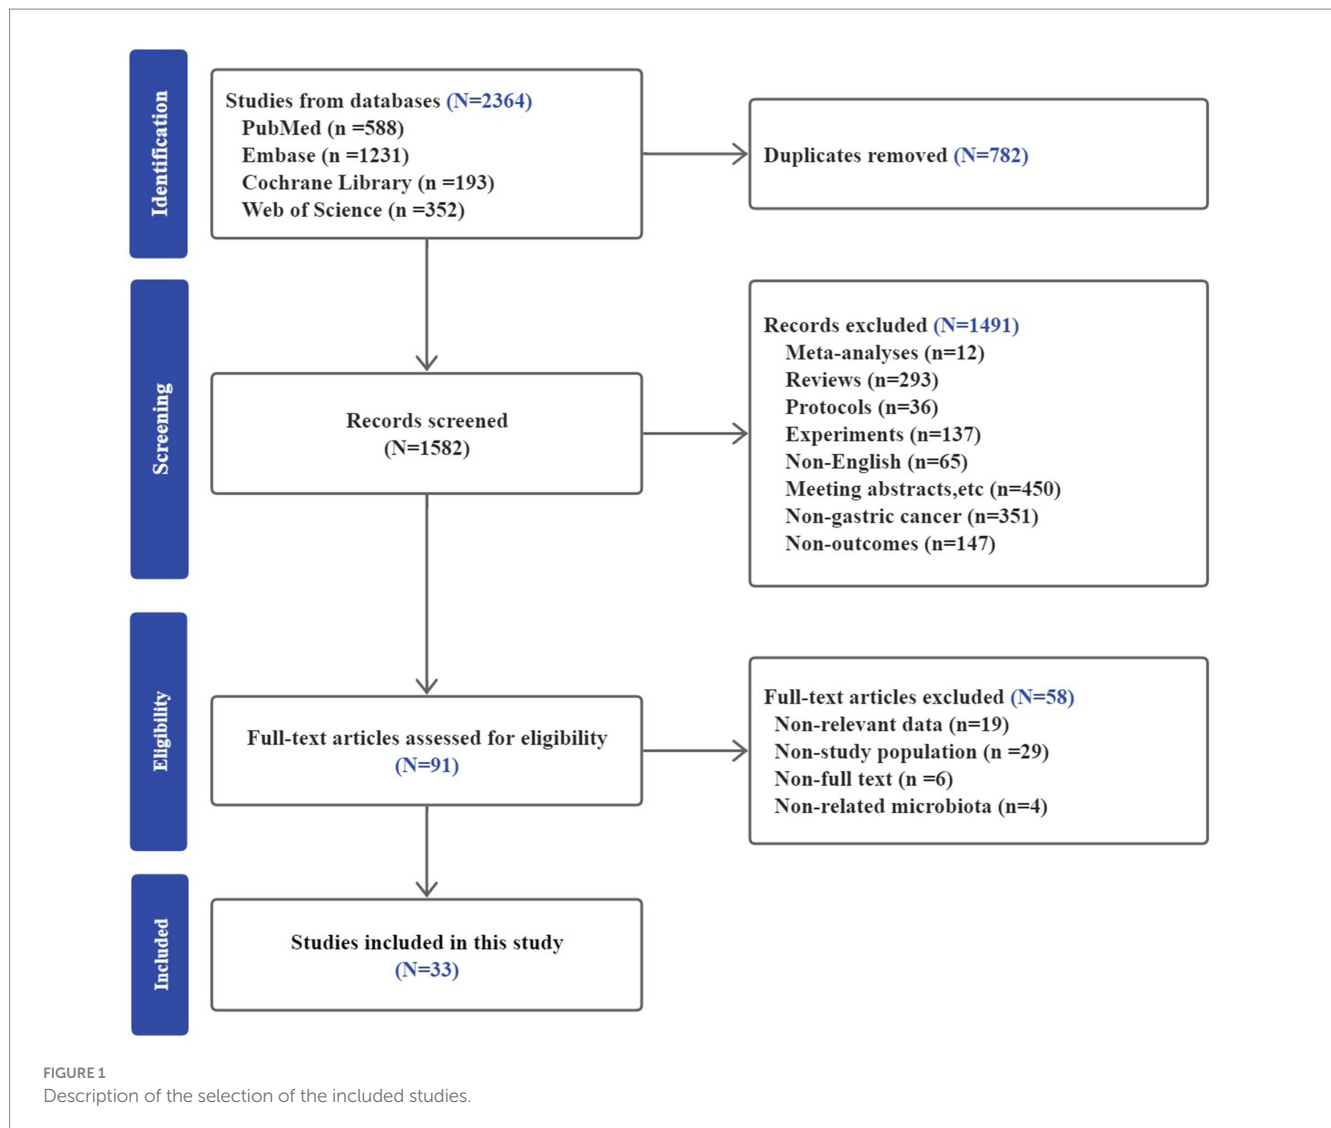 Identification
Studies from databases (N=2364)
PubMed (n =588)
Embase (n =1231)
Cochrane Library (n =193)
Web of Science (n =352)
Duplicates removed (N=782)
Screening
Records screened
(N=1582)
Records excluded (N=1491)
Meta-analyses (n=12)
Reviews (n=293)
Protocols (n=36)
Experiments (n=137)
Non-English (n=65)
Meeting abstracts,etc (n=450)
Non-gastric cancer (n=351)
Non-outcomes (n=147)
Eligibility
Full-text articles assessed for eligibility
(N=91)
Full-text articles excluded (N=58)
Non-relevant data (n=19)
Non-study population (n =29)
Non-full text (n =6)
Non-related microbiota (n=4)
Included
Studies included in this study
(N=33)
FIGURE 1
Description of the selection of the included studies.